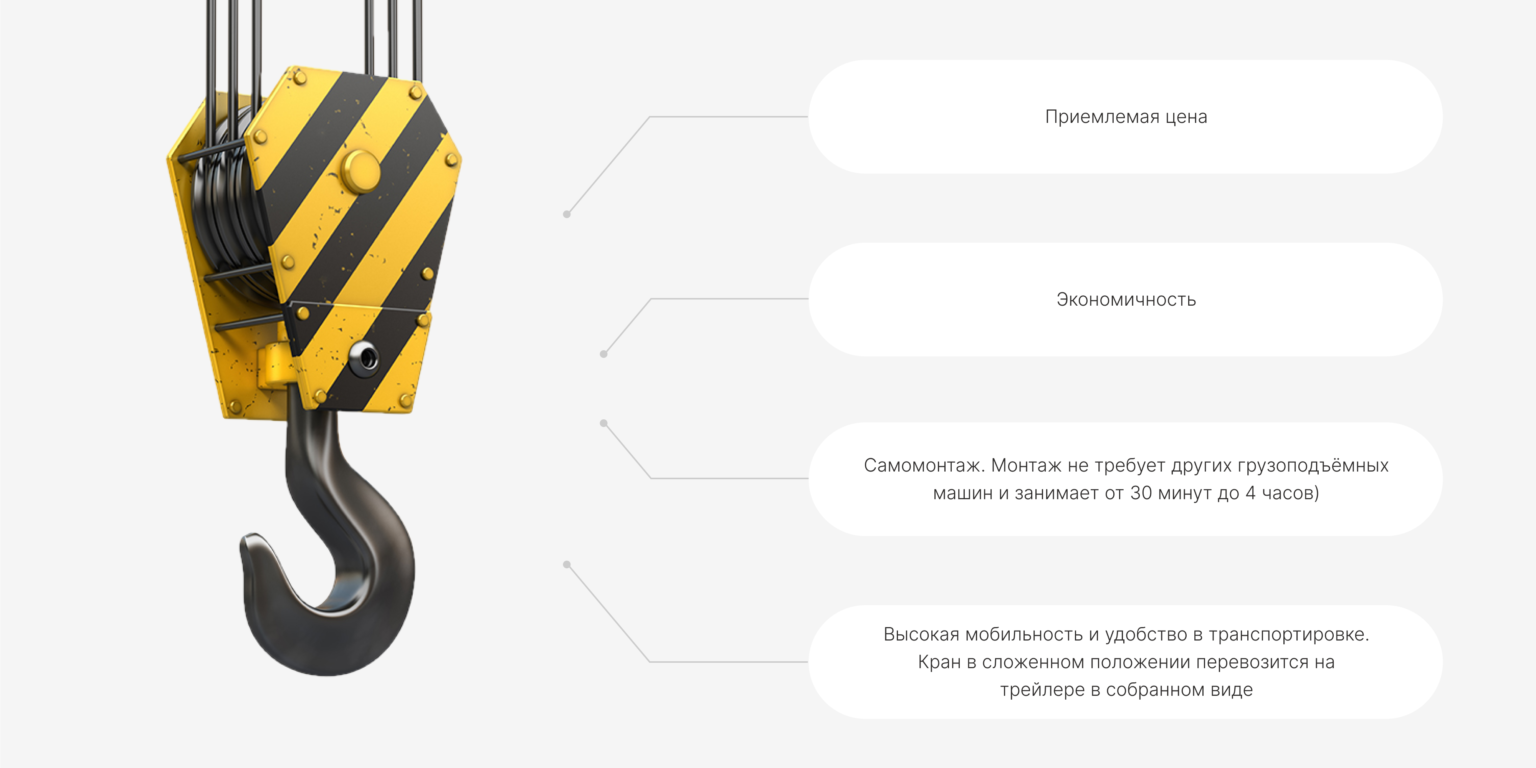 Приемлемая цена
Экономичность
Самомонтаж. Монтаж не требует других грузоподъёмных
машин и занимает от 30 минут до 4 часов)
Высокая мобильность и удобство в транспортировке.
Кран в сложенном положении перевозится на
трейлере в собранном виде